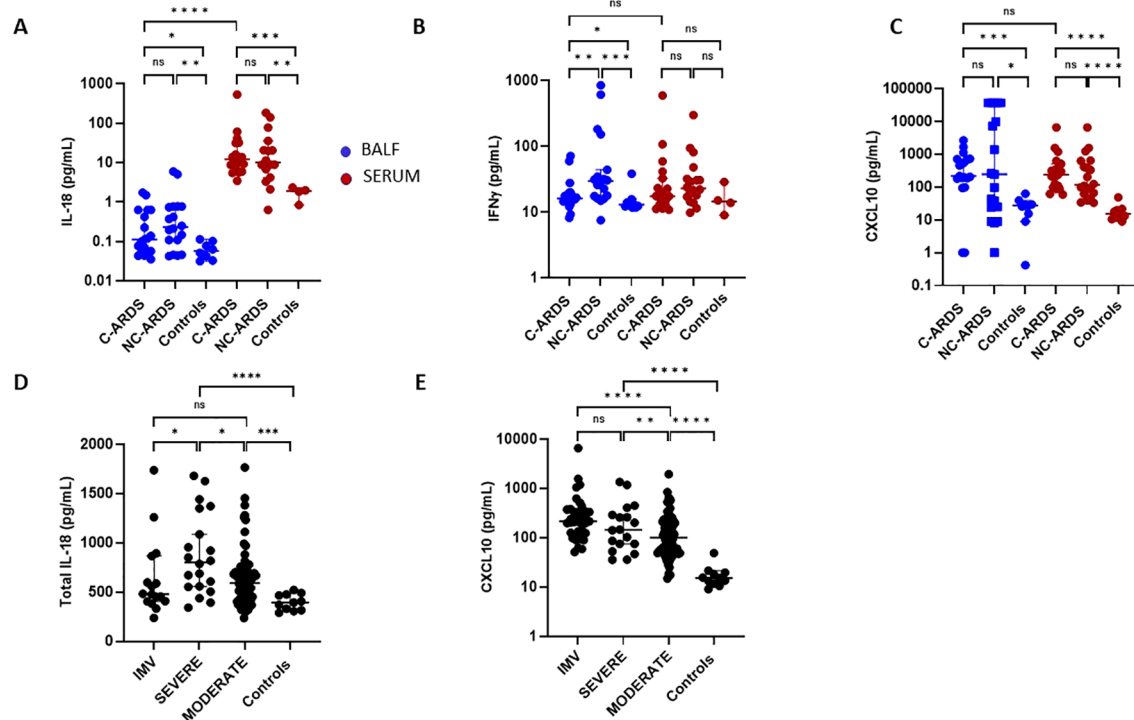 A
****
*
***
ns
**
ns
**
IL-18 (pg/mL)
1000
100
10
1
0.1
0.01
C-ARDS
NC-ARDS
Controls
C-ARDS
NC-ARDS
Controls
BALF
SERUM
B
ns
*
ns
**
***
ns
ns
IFNγ (pg/mL)
1000
100
10
1
C-ARDS
NC-ARDS
Controls
C-ARDS
NC-ARDS
Controls
C
ns
***
****
ns
*
ns
****
CXCL10 (pg/mL)
100000
10000
1000
100
10
1
0.1
C-ARDS
NC-ARDS
Controls
C-ARDS
NC-ARDS
Controls
D
****
ns
*
*
***
Total IL-18 (pg/mL)
2000
1500
1000
500
0
IMV
SEVERE
MODERATE
Controls
E
****
****
ns
**
****
CXCL10 (pg/mL)
10000
1000
100
10
1
IMV
SEVERE
MODERATE
Controls